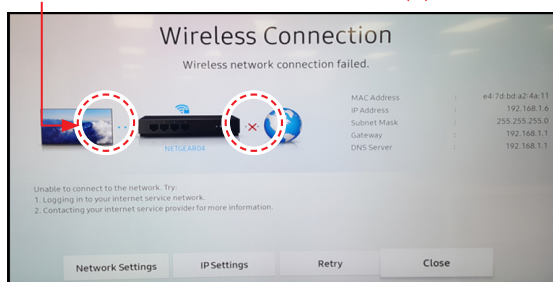 Wireless Connection
Wireless network connection failed.
MAC Address : e4:7d:bd:a2:4a:11
IP Address : 192.168.1.6
Subnet Mask : 255.255.255.0
Gateway : 192.168.1.1
DNS Server : 192.168.1.1
NETGEAR04
Unable to connect to the network. Try:
1. Logging in to your internet service network.
2. Contacting your internet service provider for more information.
Network Settings
IP Settings
Retry
Close